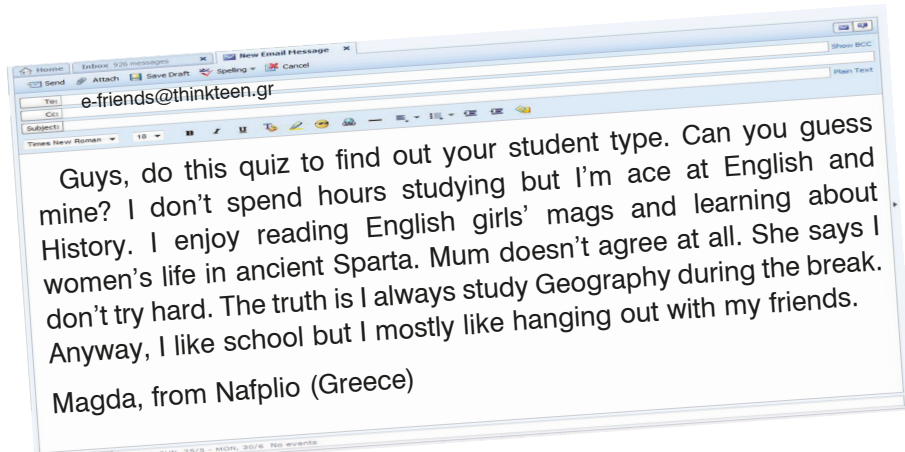 Home Inbox 926 messages × New Email Message ×
Send Attach Save Draft Spelling Cancel Show BCC
To: e-friends@thinkteen.gr
Cc: Plain Text
Subject:
Times New Roman 18 B I U
Guys, do this quiz to find out your student type. Can you guess
mine? I don't spend hours studying but I'm ace at English and
History. I enjoy reading English girls' mags and learning about
women's life in ancient Sparta. Mum doesn't agree at all. She says I
don't try hard. The truth is I always study Geography during the break.
Anyway, I like school but I mostly like hanging out with my friends.
Magda, from Nafplio (Greece)
25/5 - MON, 30/6 No events